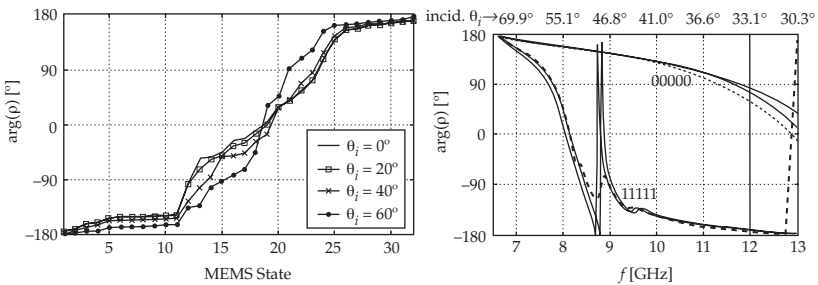 incid. θi→69.9° 55.1° 46.8° 41.0° 36.6° 33.1° 30.3°
180
90
0
−90
−180
arg(ρ) [°]
θi = 0°
θi = 20°
θi = 40°
θi = 60°
5 10 15 20 25 30
MEMS State
180
90
0
−90
−180
arg(ρ) [°]
00000
11111
7 8 9 10 11 12 13
f [GHz]